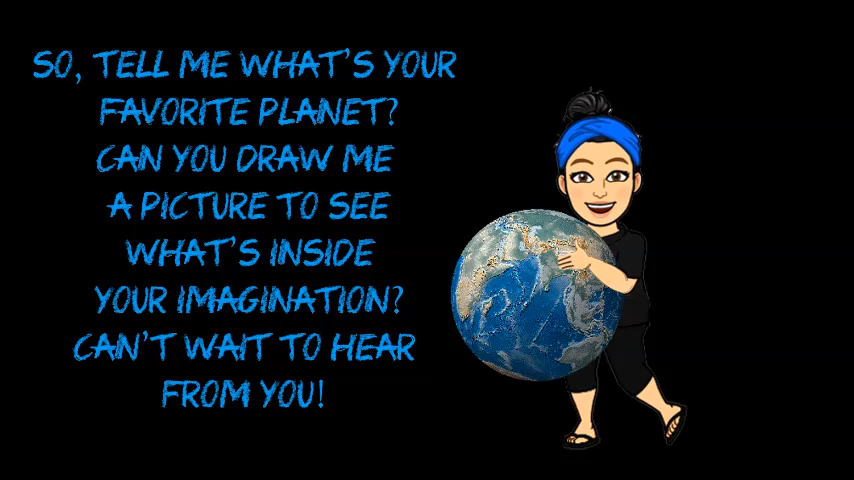 SO, TELL ME WHAT'S YOUR
FAVORITE PLANET?
CAN YOU DRAW ME
A PICTURE TO SEE
WHAT'S INSIDE
YOUR IMAGINATION?
CAN'T WAIT TO HEAR
FROM YOU!